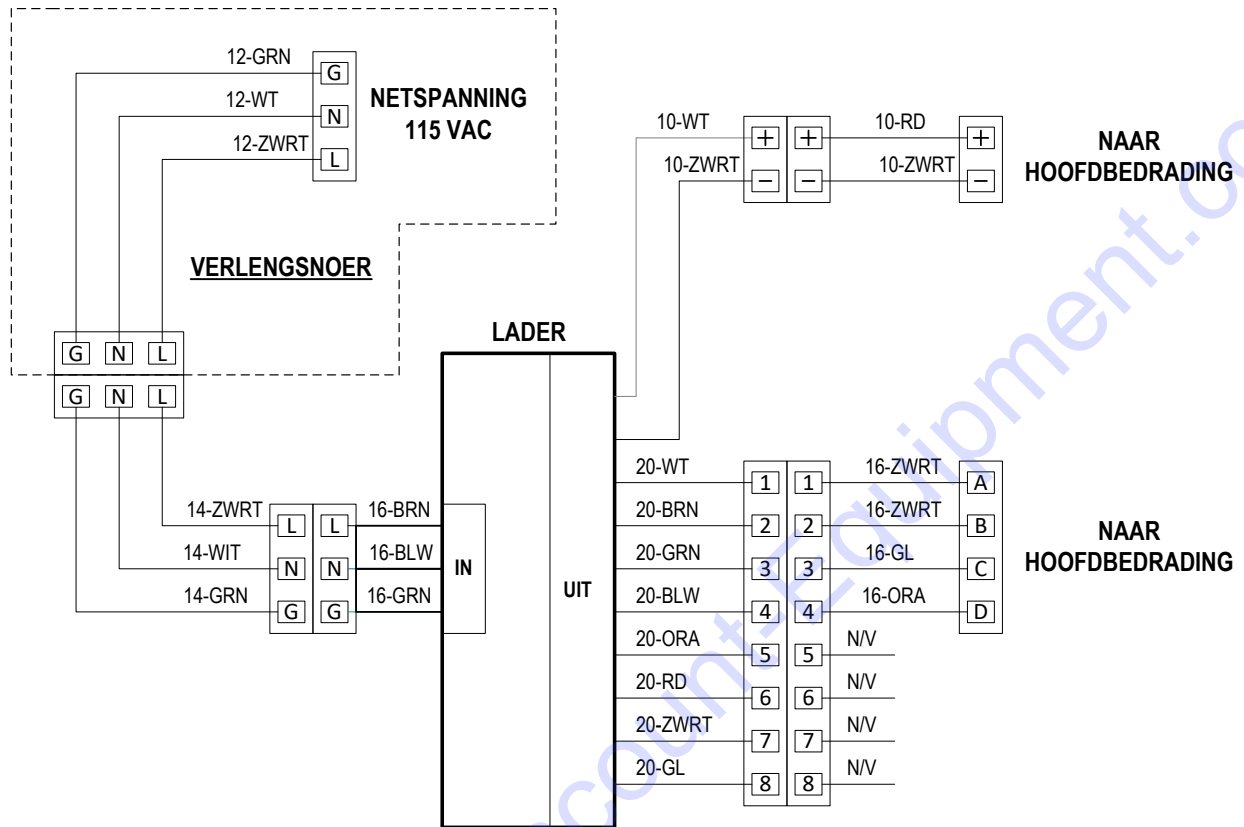 12-GRN
G
12-WT
N
12-ZWRT
L
NETSPANNING
115 VAC
VERLENGSNOER
G N L
G N L
14-ZWRT
L
L
16-BRN
14-WIT
N
N
16-BLW
14-GRN
G
G
16-GRN
LADER
IN
UIT
10-WT
+
+
10-RD
+
10-ZWRT
−
−
10-ZWRT
−
NAAR
HOOFDBEDRADING
20-WT
1
1
16-ZWRT
A
20-BRN
2
2
16-ZWRT
B
20-GRN
3
3
16-GL
C
20-BLW
4
4
16-ORA
D
20-ORA
5
5
N/V
20-RD
6
6
N/V
20-ZWRT
7
7
N/V
20-GL
8
8
N/V
NAAR
HOOFDBEDRADING
count-Equipment.co